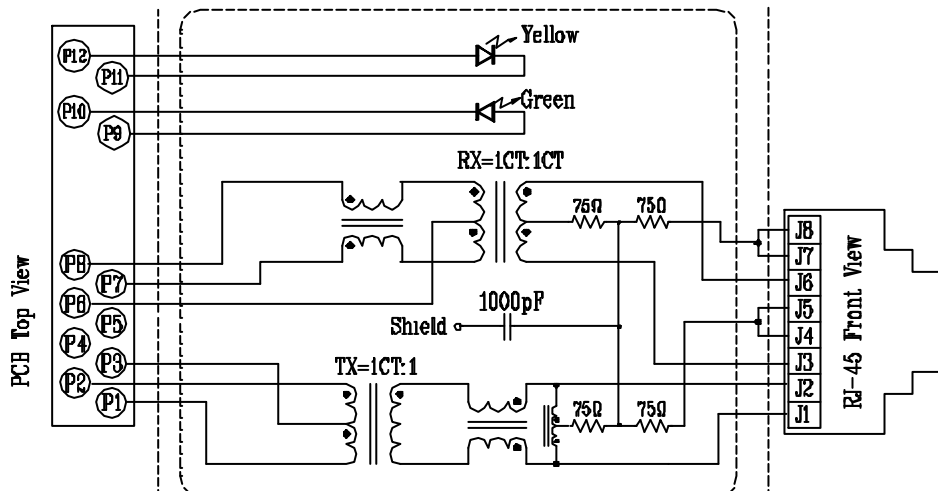 P12
Yellow
P11
P10
Green
P9
RX=1CT:1CT
75Ω
75Ω
J8
J7
P8
P7
J6
P6
1000pF
J5
P5
Shield
J4
P4
J3
P3
TX=1CT:1
J2
P2
75Ω
75Ω
P1
J1
PCB Top View
RJ-45 Front View